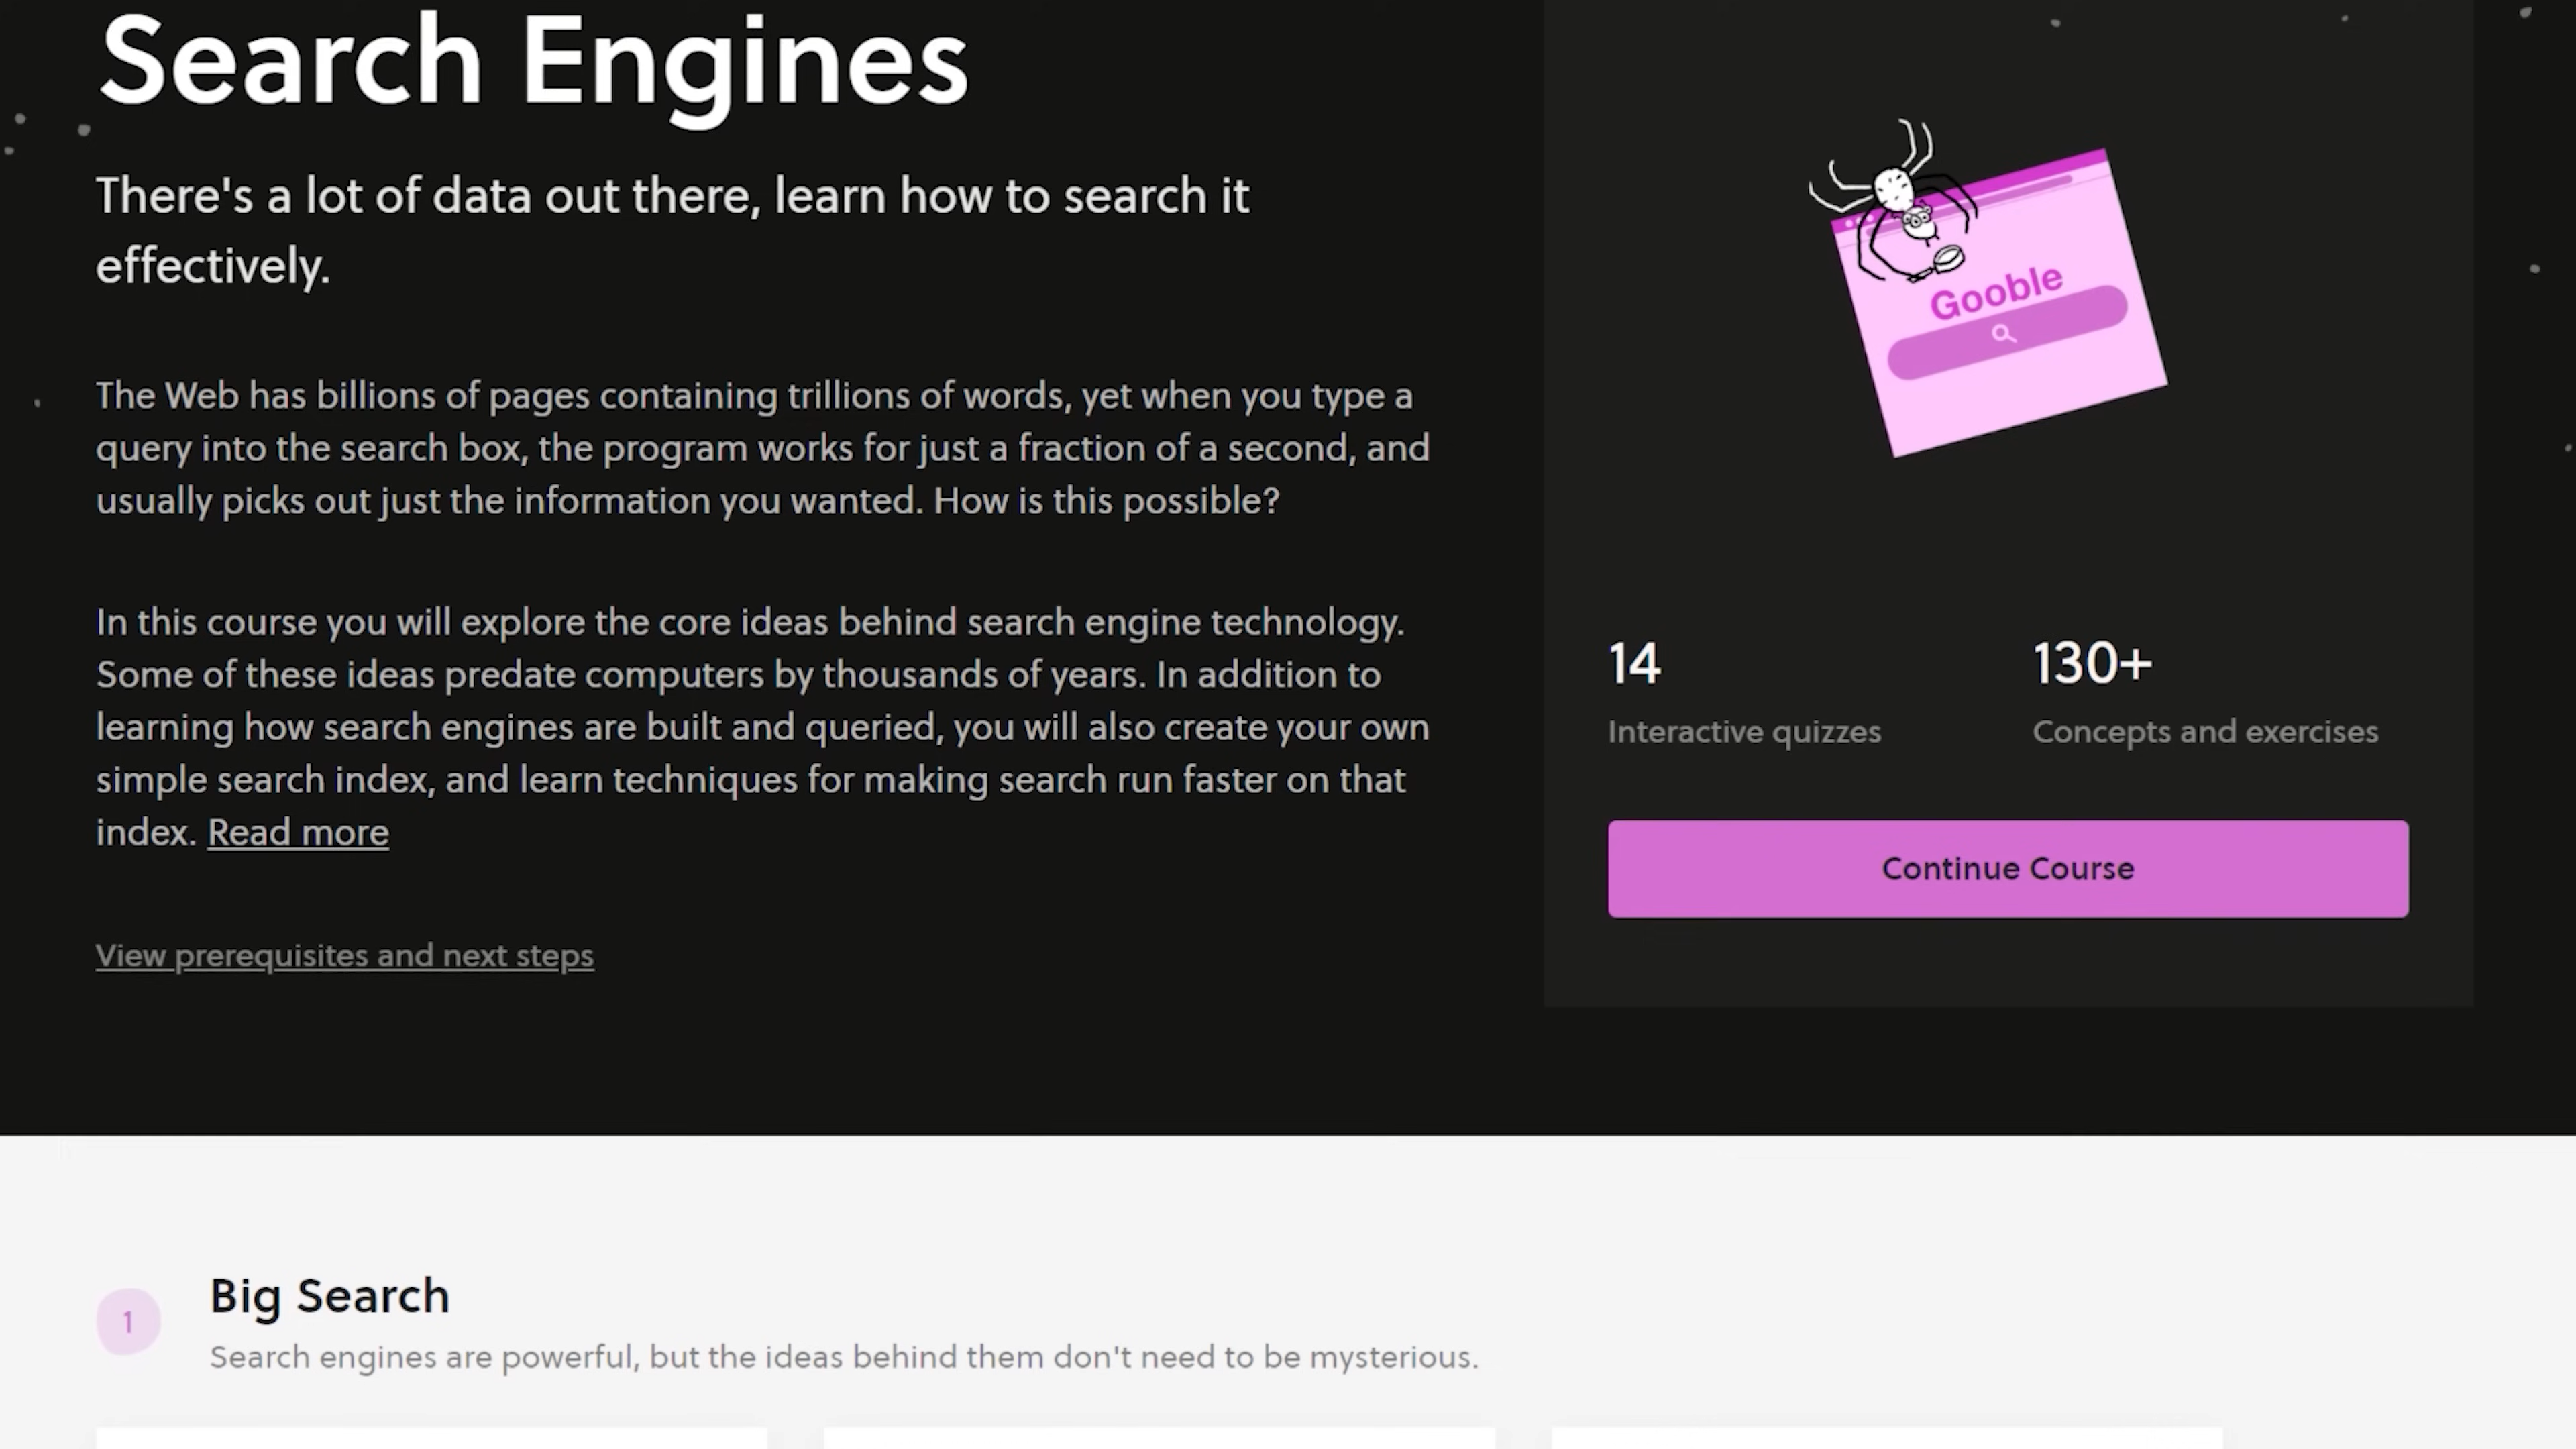 Search Engines
There's a lot of data out there, learn how to search it
effectively.
The Web has billions of pages containing trillions of words, yet when you type a
query into the search box, the program works for just a fraction of a second, and
usually picks out just the information you wanted. How is this possible?
In this course you will explore the core ideas behind search engine technology.
Some of these ideas predate computers by thousands of years. In addition to
learning how search engines are built and queried, you will also create your own
simple search index, and learn techniques for making search run faster on that
index. Read more
View prerequisites and next steps
Gooble
14
Interactive quizzes
130+
Concepts and exercises
Continue Course
1
Big Search
Search engines are powerful, but the ideas behind them don't need to be mysterious.